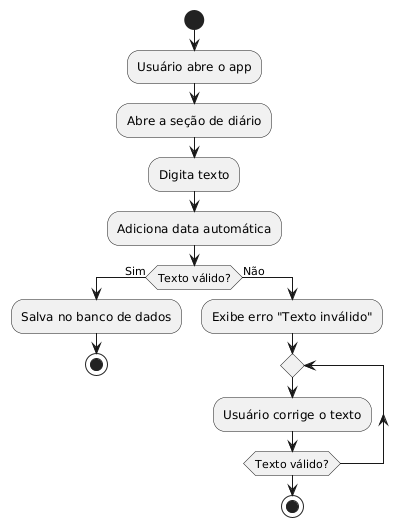 Usuário abre o app
Abre a seção de diário
Digita texto
Adiciona data automática
Sim
Texto válido?
Não
Salva no banco de dados
Exibe erro "Texto inválido"
Usuário corrige o texto
Texto válido?